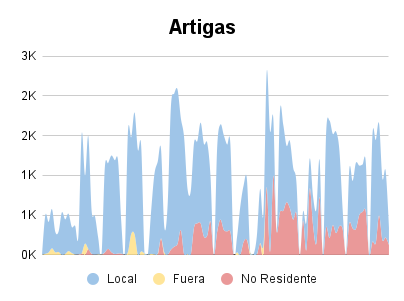 Artigas
3K
2K
2K
1K
1K
0K
Local
Fuera
No Residente